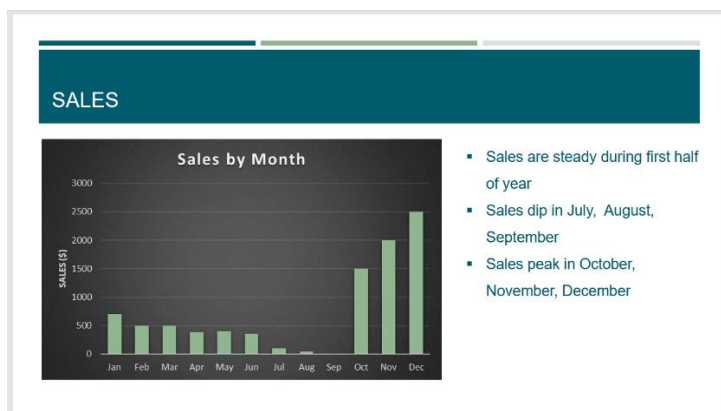 SALES
Sales by Month
3000
2500
2000
1500
1000
500
0
SALES ($)
Jan Feb Mar Apr May Jun Jul Aug Sep Oct Nov Dec
▪ Sales are steady during first half
of year
▪ Sales dip in July, August,
September
▪ Sales peak in October,
November, December